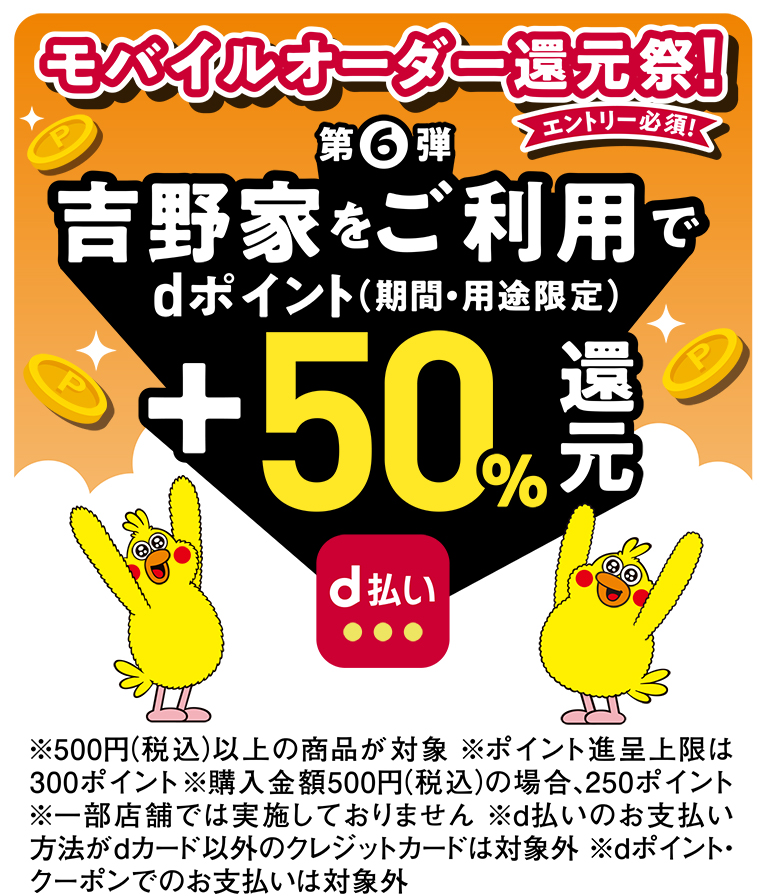 モバイルオーダー還元祭!
エントリー必須!
第6弾
吉野家をご利用で
dポイント(期間・用途限定)
+50%還元
d払い
※500円(税込)以上の商品が対象 ※ポイント進呈上限は
300ポイント※購入金額500円(税込)の場合、250ポイント
※一部店舗では実施しておりません ※d払いのお支払い
方法がdカード以外のクレジットカードは対象外 ※dポイント・
クーポンでのお支払いは対象外
P
P
P